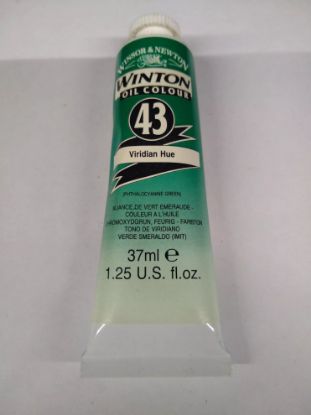 WINSOR & NEWTON
WINTON
OIL COLOUR
43
Viridian Hue
(PHTHALOCYANINE GREEN)
NUANCE, DE VERT EMERAUDE -
COULEUR A L'HUILE
CHROMOXYDGRUN, FEURIG - FARBTON
TONO DE VIRIDIANO
VERDE SMERALDO (IMIT)
37ml ℮
1.25 U.S. fl.oz.